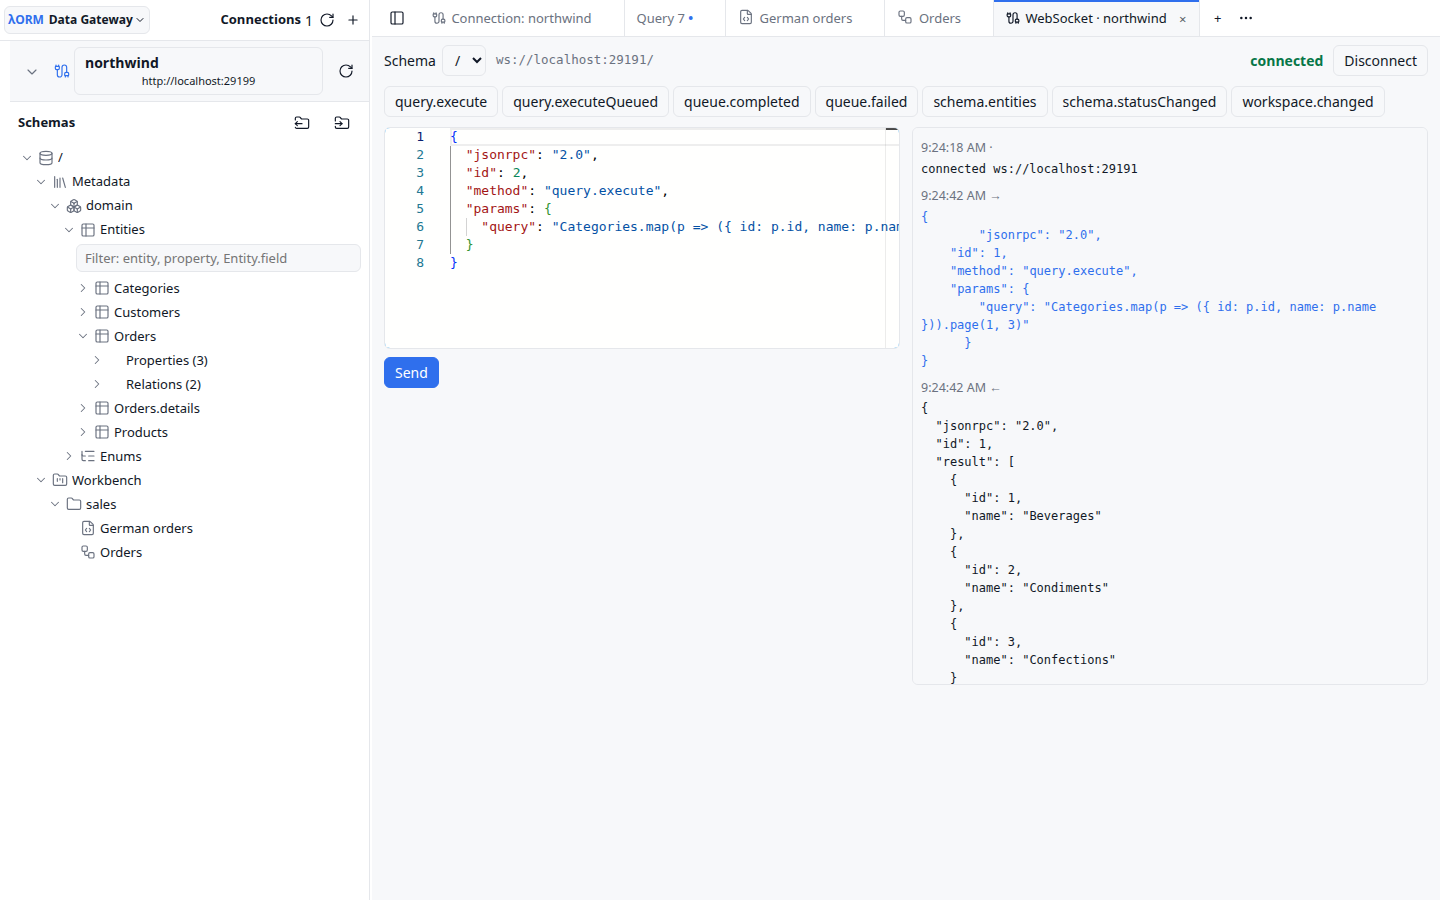 λORM Data Gateway
Connections 1
northwind
http://localhost:29199
Schemas
/
Metadata
domain
Entities
Filter: entity, property, Entity.field
Categories
Customers
Orders
Properties (3)
Relations (2)
Orders.details
Products
Enums
Workbench
sales
German orders
Orders
Connection: northwind
Query 7 •
German orders
Orders
WebSocket · northwind ×
+ ···
Schema / ws://localhost:29191/
connected Disconnect
query.execute query.executeQueued queue.completed queue.failed schema.entities schema.statusChanged workspace.changed
1 {
2 "jsonrpc": "2.0",
3 "id": 2,
4 "method": "query.execute",
5 "params": {
6 "query": "Categories.map(p => ({ id: p.id, name: p.nam
7 }
8 }
Send
9:24:18 AM ·
connected ws://localhost:29191
9:24:42 AM →
{
"jsonrpc": "2.0",
"id": 1,
"method": "query.execute",
"params": {
"query": "Categories.map(p => ({ id: p.id, name: p.name
})).page(1, 3)"
}
}
9:24:42 AM ←
{
"jsonrpc": "2.0",
"id": 1,
"result": [
{
"id": 1,
"name": "Beverages"
},
{
"id": 2,
"name": "Condiments"
},
{
"id": 3,
"name": "Confections"
}